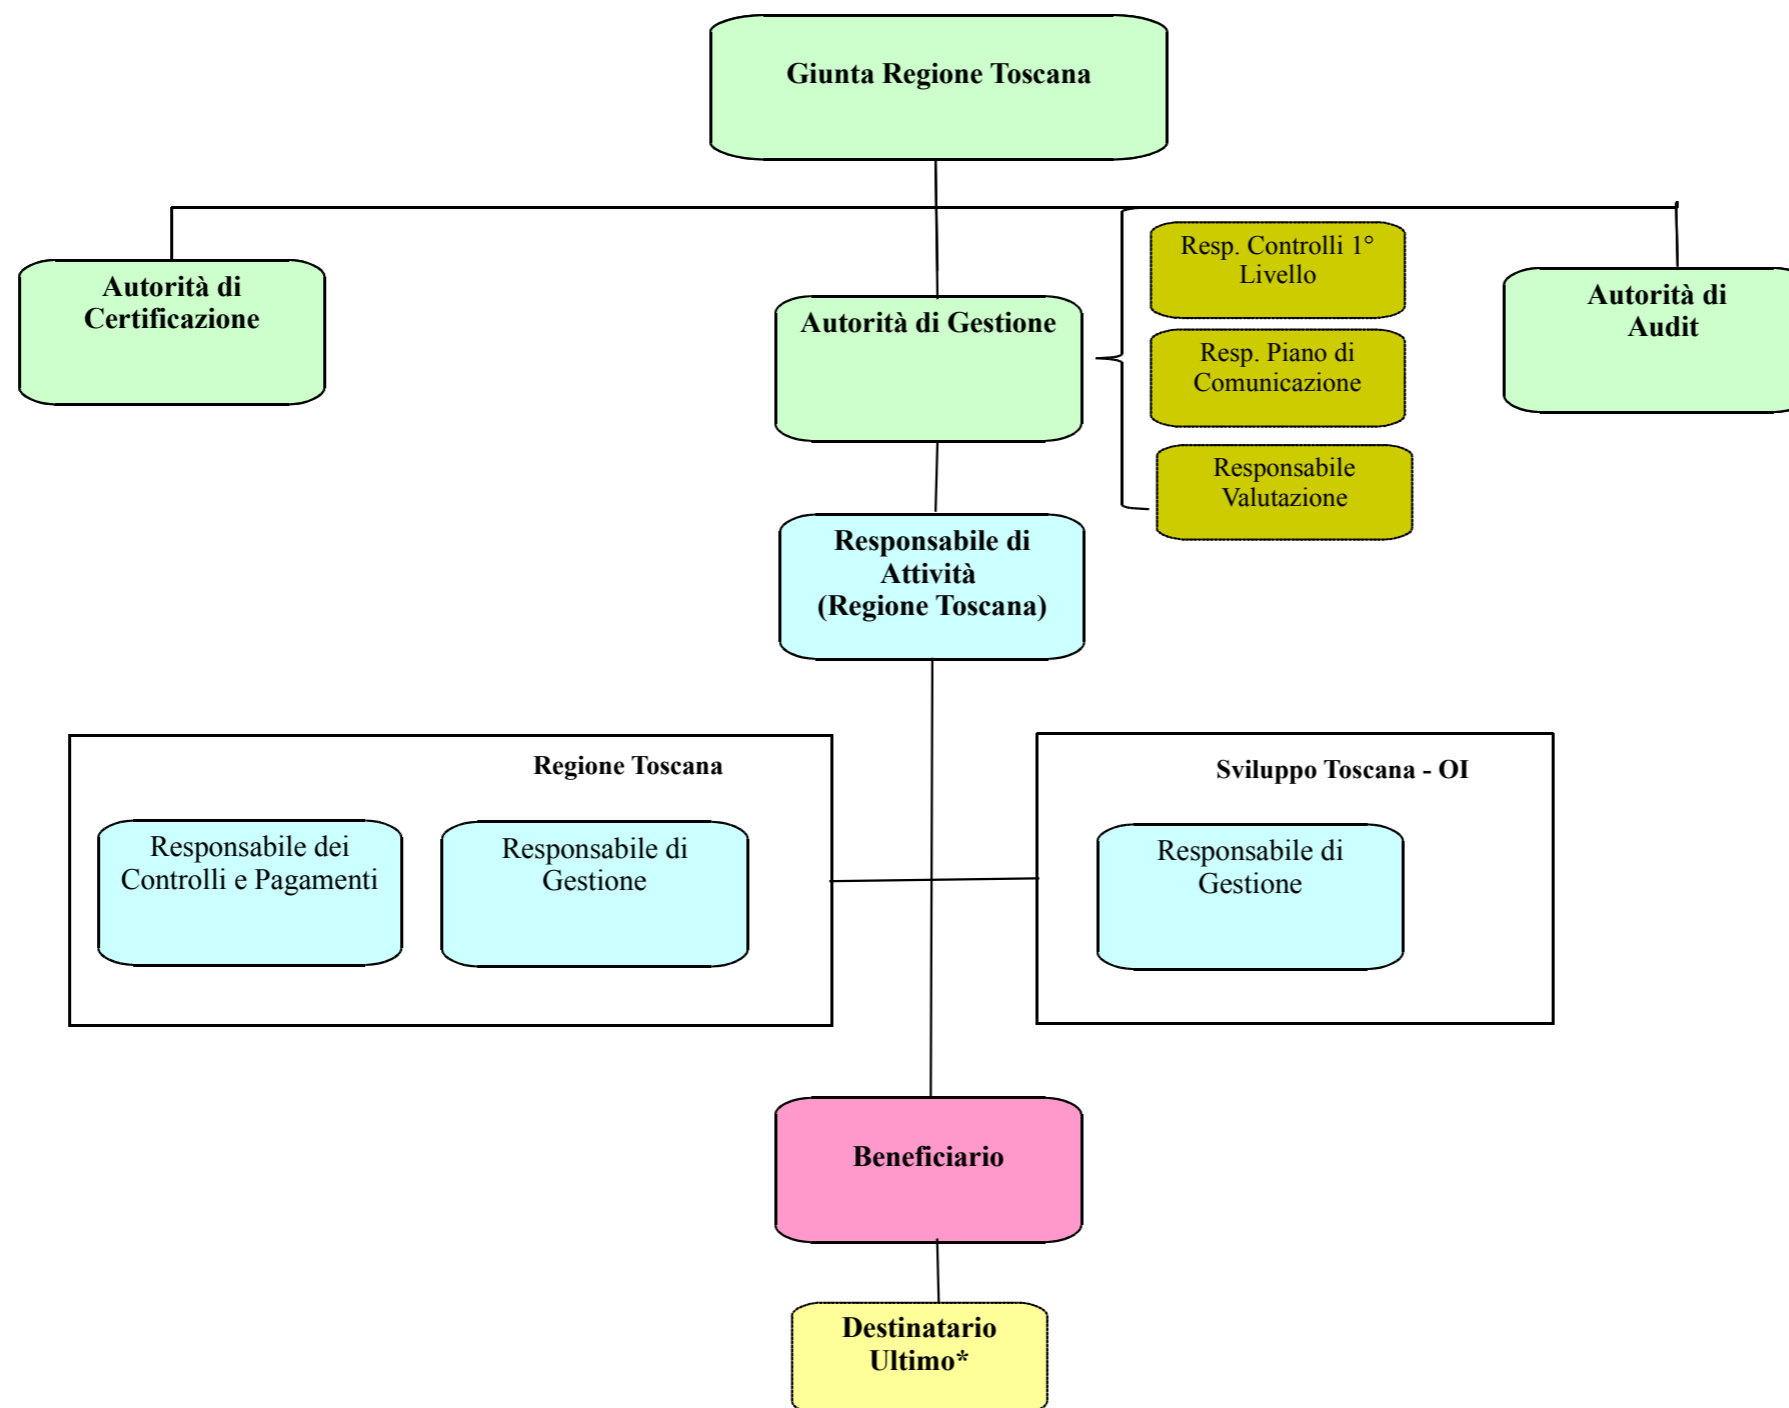 Giunta Regione Toscana
Autorità di
Certificazione
Autorità di Gestione
Resp. Controlli 1°
Livello
Resp. Piano di
Comunicazione
Responsabile
Valutazione
Autorità di
Audit
Responsabile di
Attività
(Regione Toscana)
Regione Toscana
Responsabile dei
Controlli e Pagamenti
Responsabile di
Gestione
Sviluppo Toscana - OI
Responsabile di
Gestione
Beneficiario
Destinatario
Ultimo*